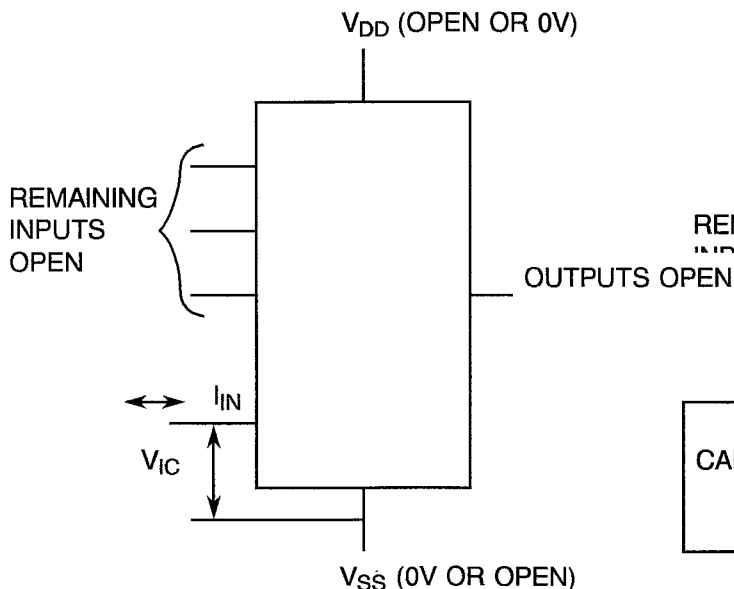 VDD (OPEN OR 0V)
REMAINING
INPUTS
OPEN
OUTPUTS OPEN
IIN
VIC
VSS (0V OR OPEN)